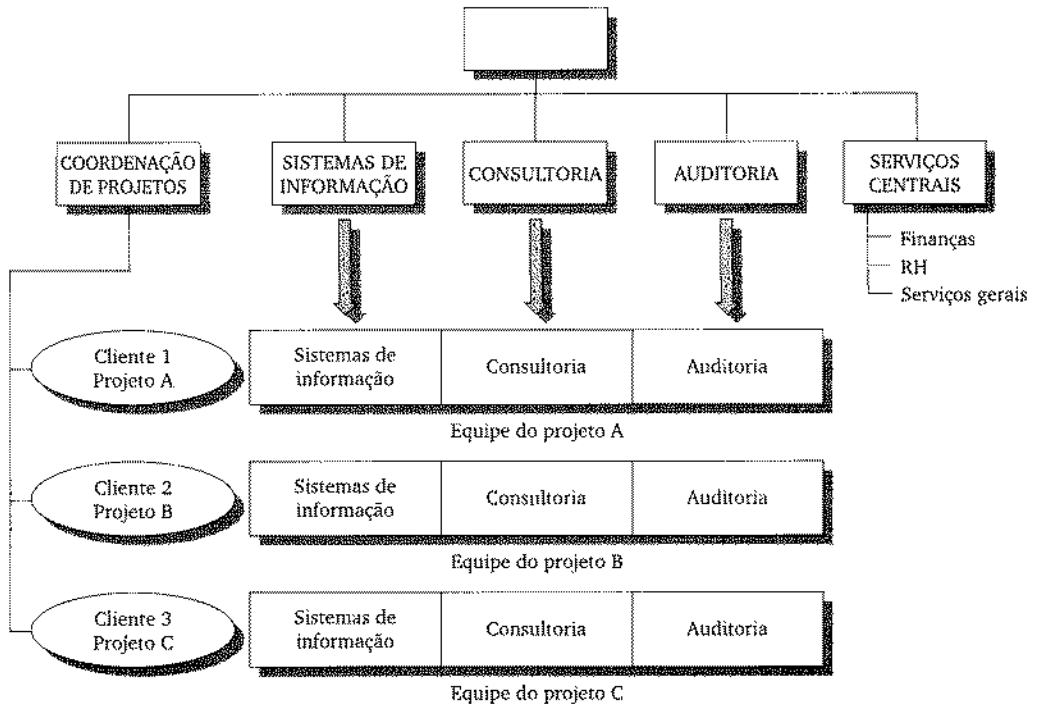 COORDENAÇÃO
DE PROJETOS
SISTEMAS DE
INFORMAÇÃO
CONSULTORIA
AUDITORIA
SERVIÇOS
CENTRAIS
Finanças
RH
Serviços gerais
Cliente 1
Projeto A
Sistemas de
informação
Consultoria
Auditoria
Equipe do projeto A
Cliente 2
Projeto B
Sistemas de
informação
Consultoria
Auditoria
Equipe do projeto B
Cliente 3
Projeto C
Sistemas de
informação
Consultoria
Auditoria
Equipe do projeto C